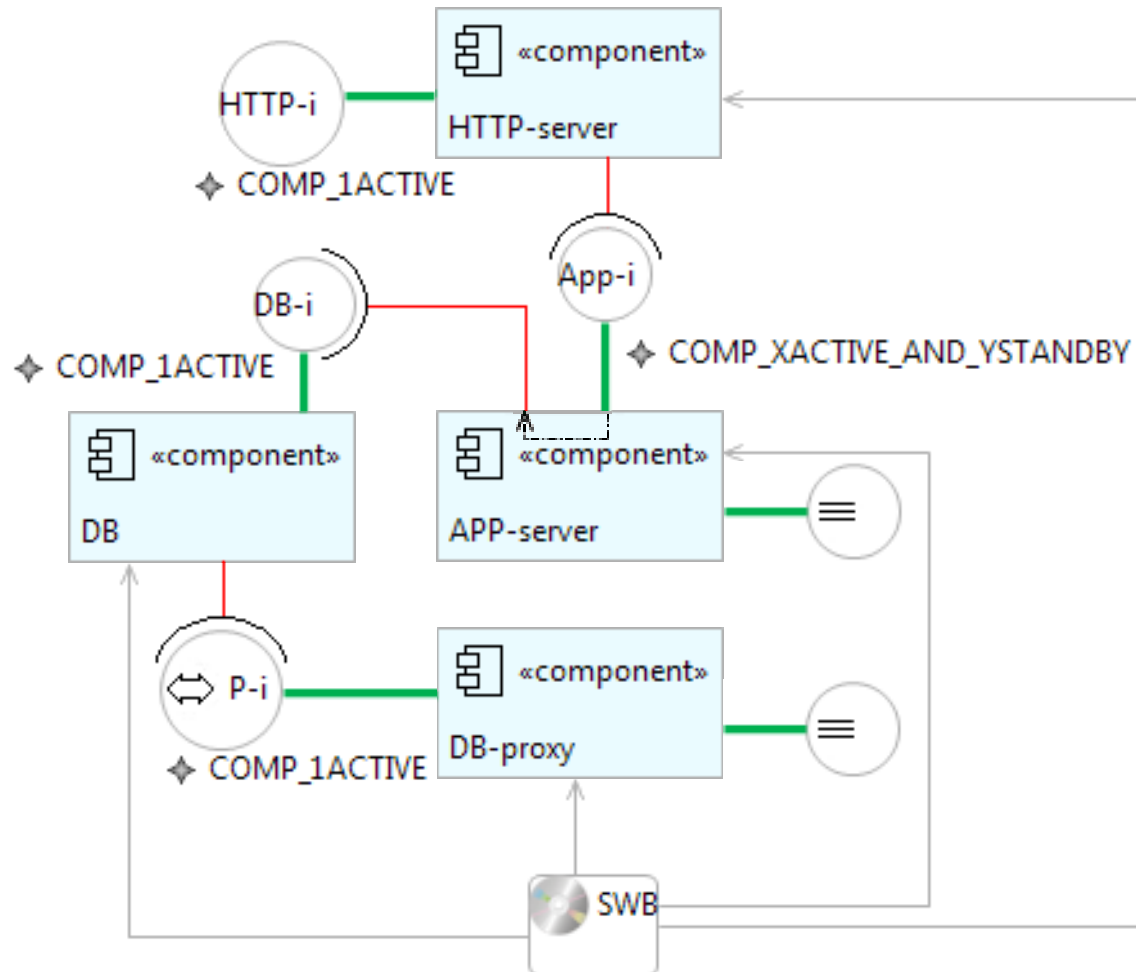 «component»
HTTP-i
HTTP-server
COMP_1ACTIVE
App-i
DB-i
COMP_XACTIVE_AND_YSTANDBY
COMP_1ACTIVE
«component»
«component»
DB
APP-server
«component»
P-i
DB-proxy
COMP_1ACTIVE
SWB